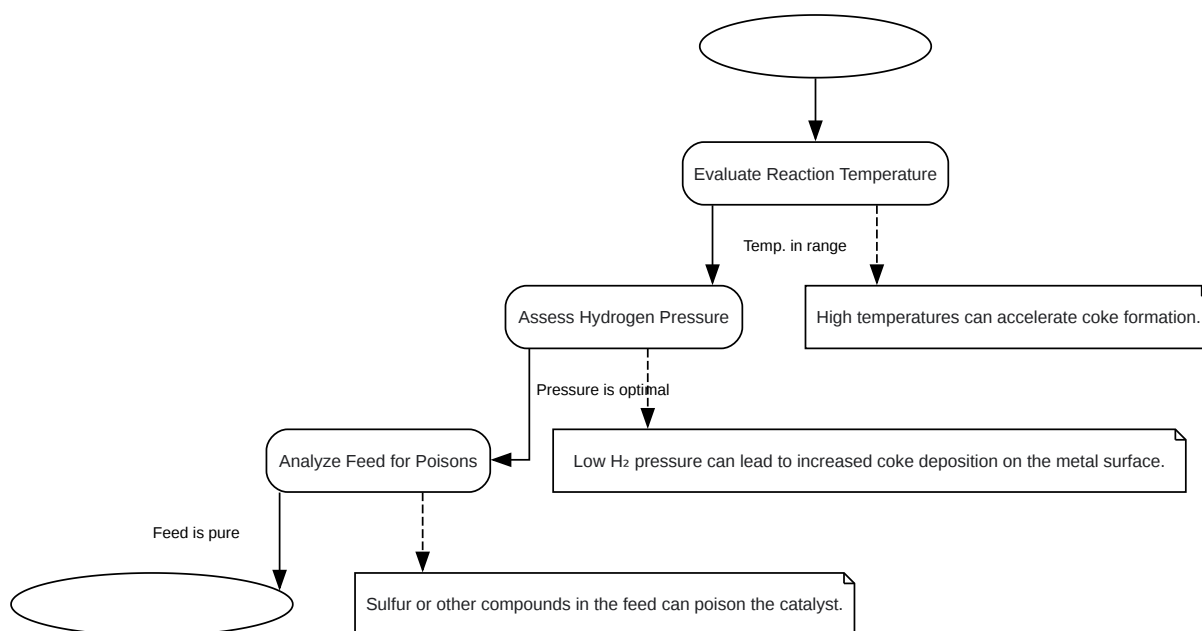 Evaluate Reaction Temperature
Temp. in range
Assess Hydrogen Pressure
High temperatures can accelerate coke formation.
Pressure is optimal
Analyze Feed for Poisons
Low H₂ pressure can lead to increased coke deposition on the metal surface.
Feed is pure
Sulfur or other compounds in the feed can poison the catalyst.